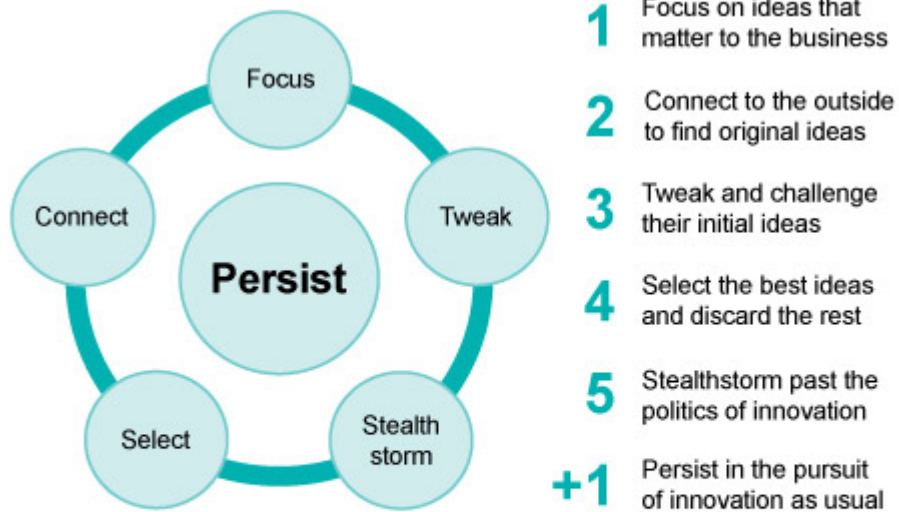 Focus
Connect
Tweak
Persist
Select
Stealth
storm
1
Focus on ideas that
matter to the business
2
Connect to the outside
to find original ideas
3
Tweak and challenge
their initial ideas
4
Select the best ideas
and discard the rest
5
Stealthstorm past the
politics of innovation
+1
Persist in the pursuit
of innovation as usual